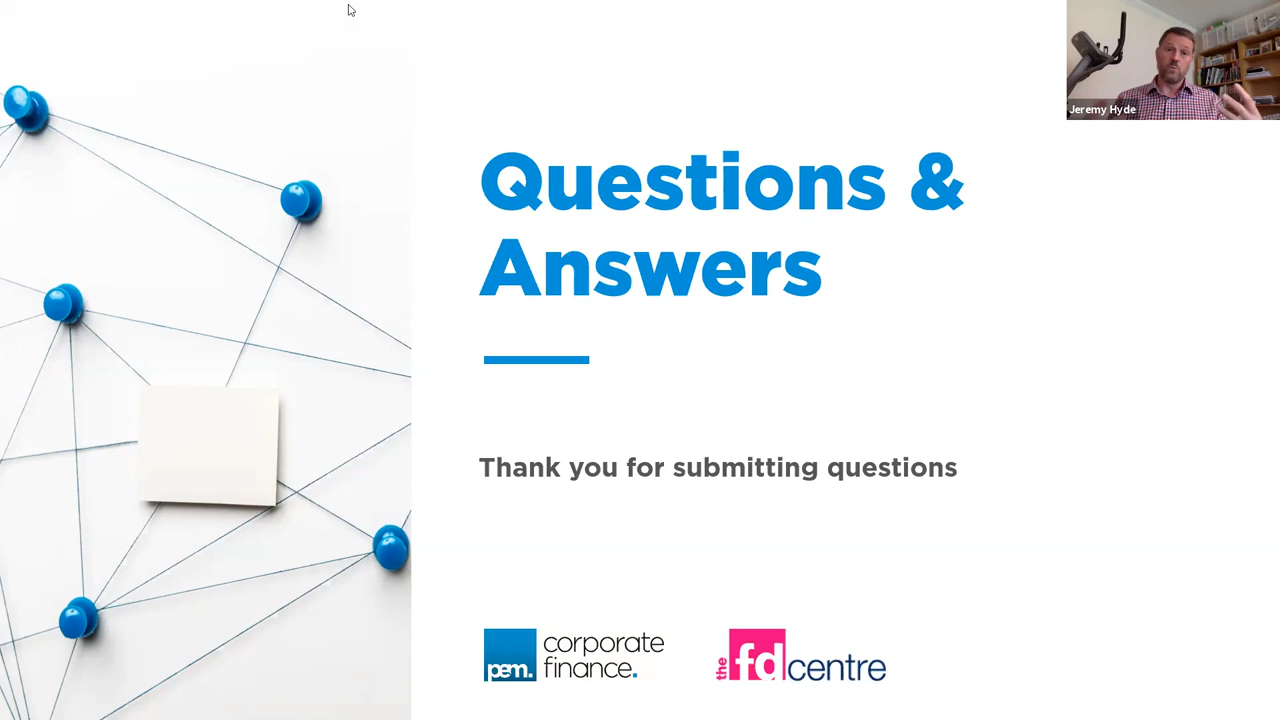 Jeremy Hyde
Questions &
Answers
Thank you for submitting questions
pem.
corporate
finance.
the
fd
centre